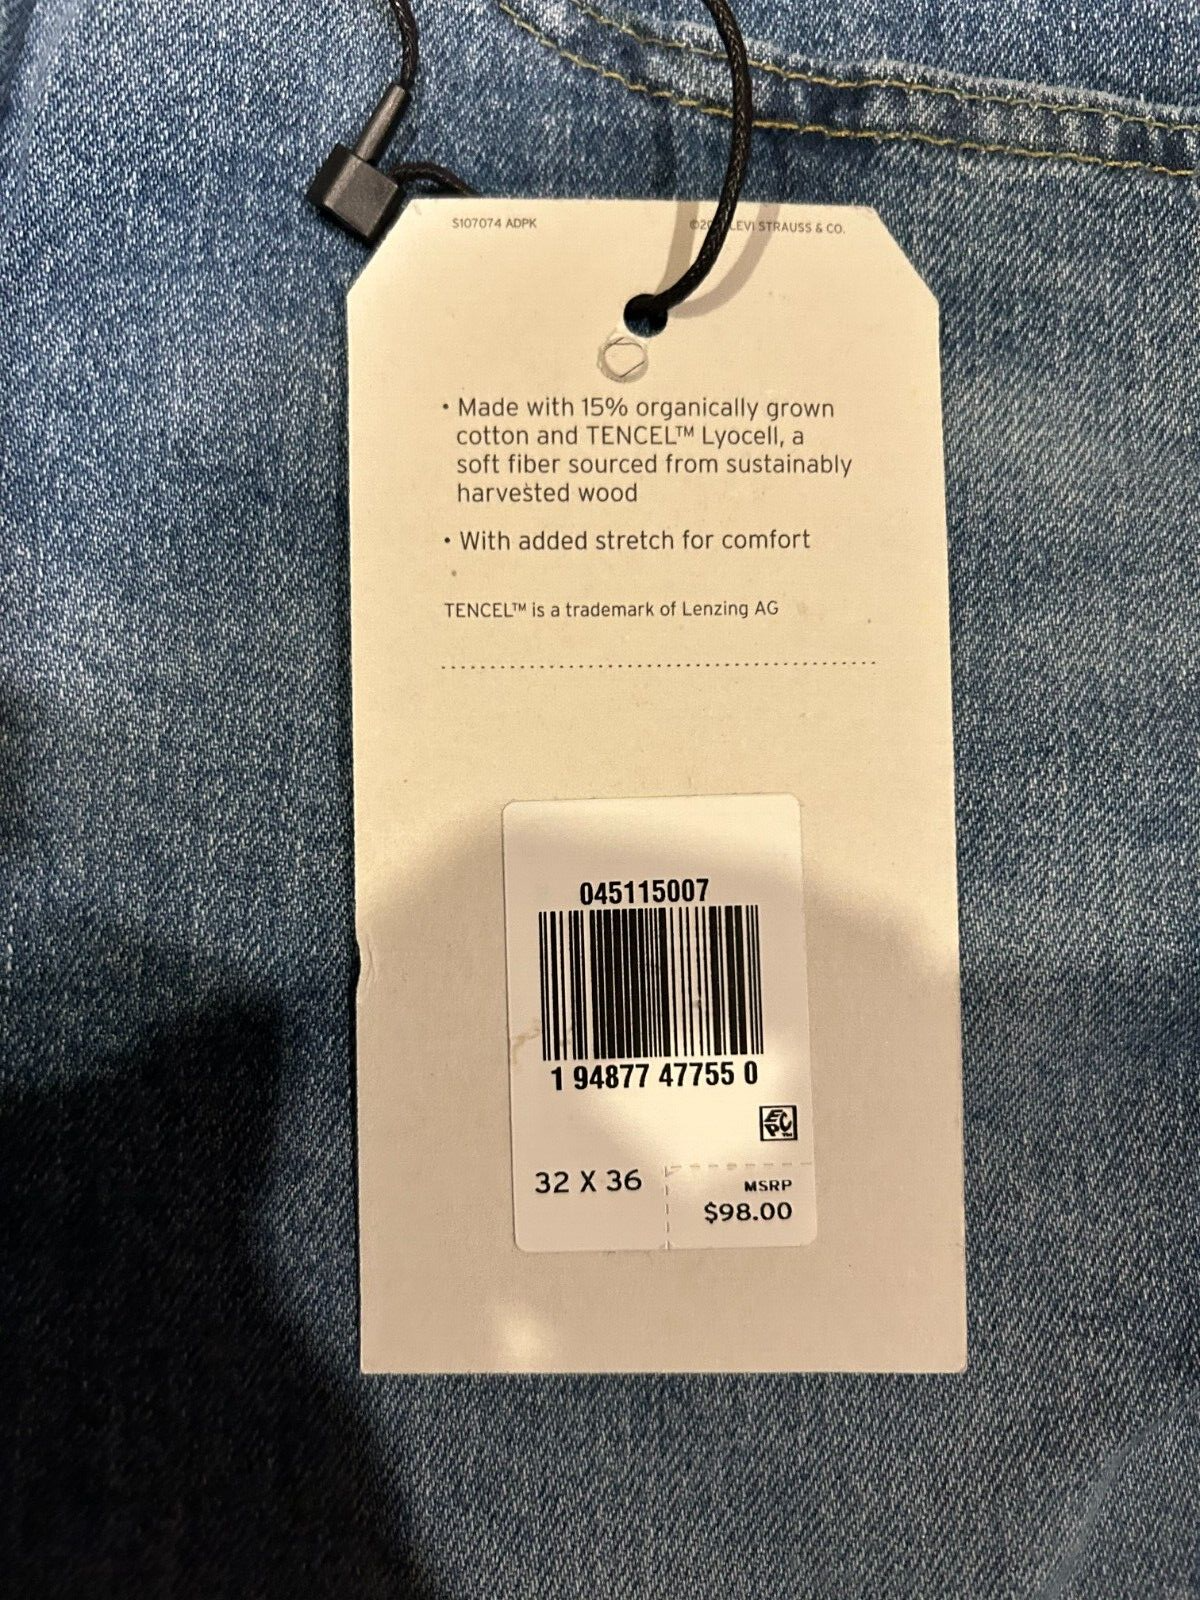 S107074 ADPK
LEVI STRAUSS & CO.
• Made with 15% organically grown
cotton and TENCEL™ Lyocell, a
soft fiber sourced from sustainably
harvested wood
• With added stretch for comfort
TENCEL™ is a trademark of Lenzing AG
045115007
1 94877 47755 0
EPC
32 X 36
MSRP
$98.00